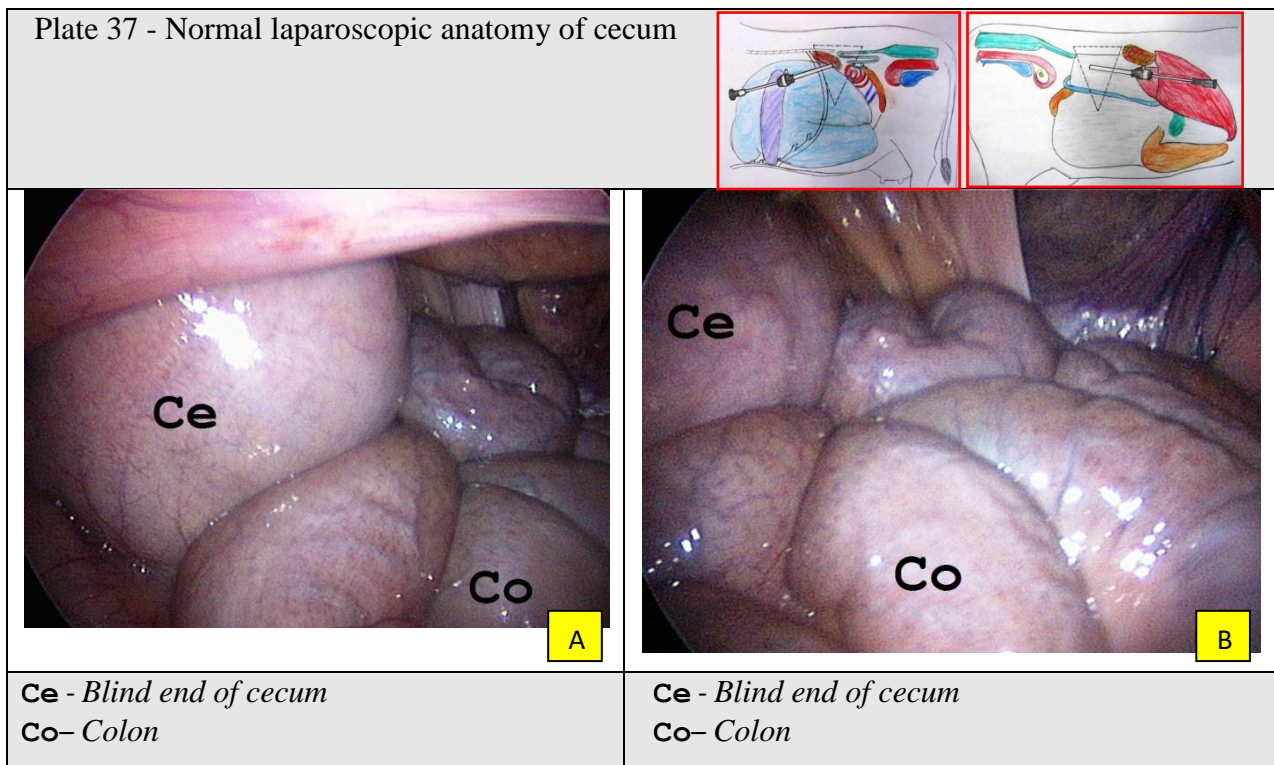 Plate 37 - Normal laparoscopic anatomy of cecum
Ce
Co
A
Ce
Co
B
Ce - Blind end of cecum
Co– Colon
Ce - Blind end of cecum
Co– Colon